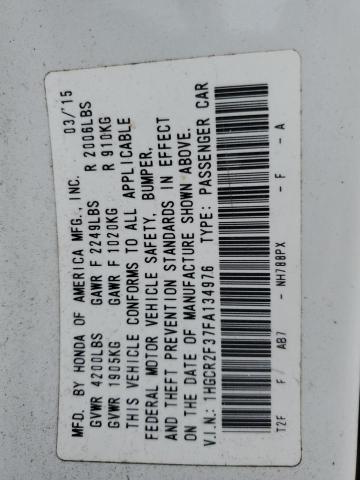 MFD. BY HONDA OF AMERICA MFG., INC. 03/15
GVWR 4200LBS GAWR F 2249LBS R 2006LBS
GVWR 1905KG GAWR F 1020KG R 910KG
THIS VEHICLE CONFORMS TO ALL APPLICABLE
FEDERAL MOTOR VEHICLE SAFETY, BUMPER,
AND THEFT PREVENTION STANDARDS IN EFFECT
ON THE DATE OF MANUFACTURE SHOWN ABOVE.
V.I.N.: 1HGCR2F37FA134976 TYPE: PASSENGER CAR
T2F F/ AB7 - NH788PX - F - A